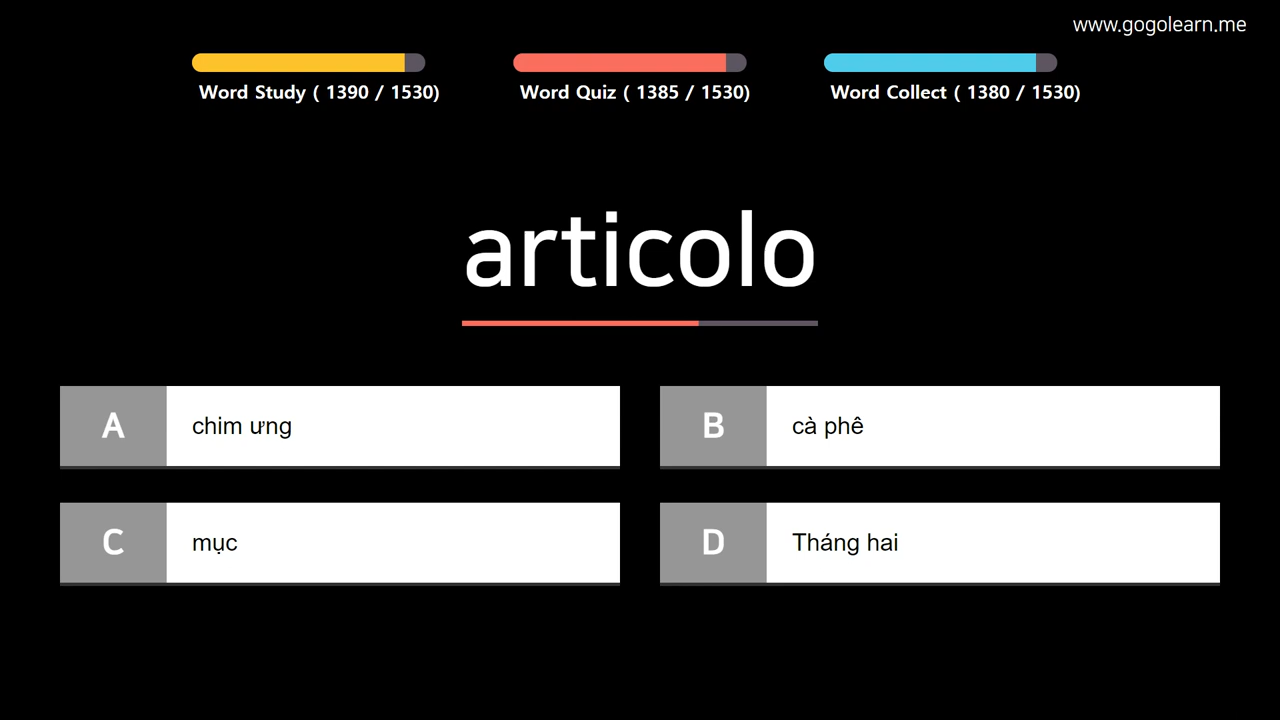 www.gogolearn.me
Word Study ( 1390 / 1530)
Word Quiz ( 1385 / 1530)
Word Collect ( 1380 / 1530)
articolo
A chim ưng
B cà phê
C mục
D Tháng hai